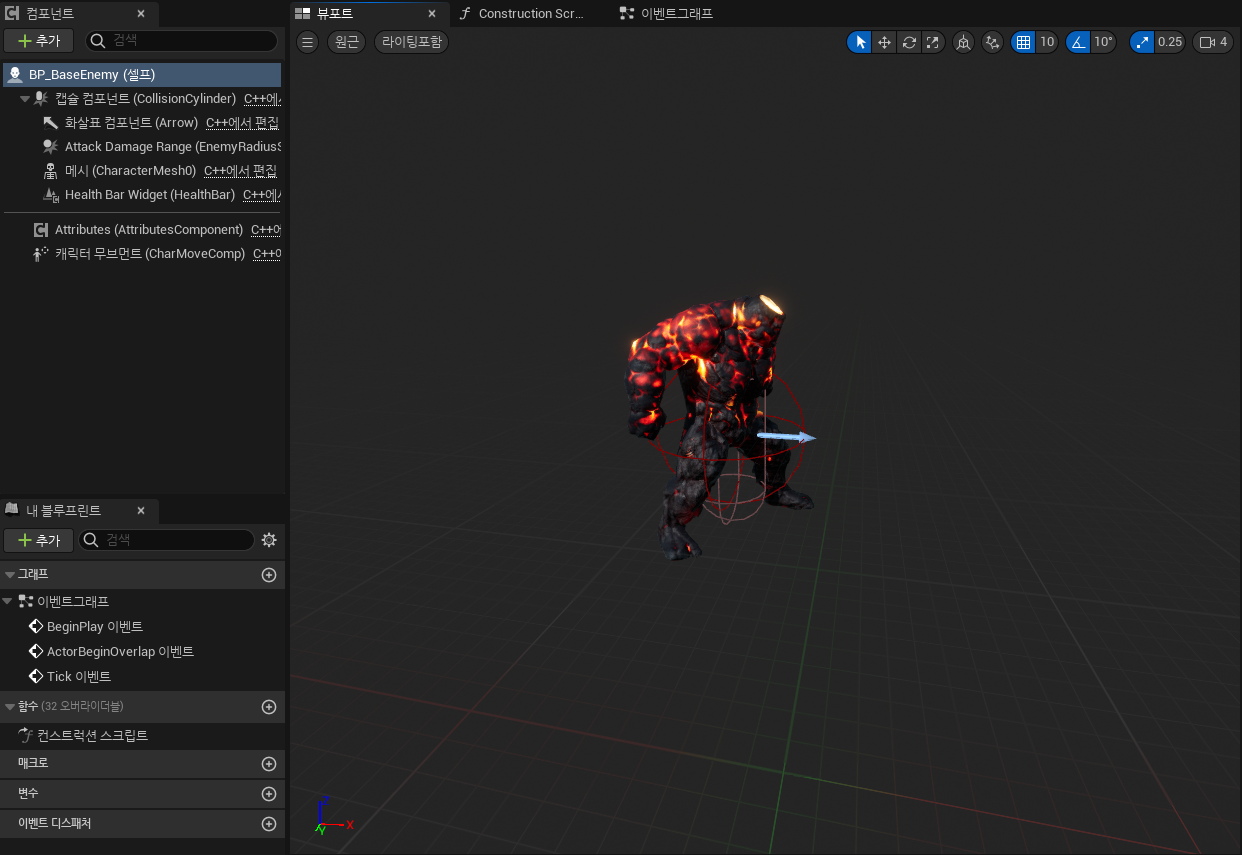 컴포넌트
뷰포트
Construction Scr...
이벤트그래프
추가
검색
원근
라이팅포함
10
10°
0.25
4
BP_BaseEnemy (셀프)
캡슐 컴포넌트 (CollisionCylinder) C++에서
화살표 컴포넌트 (Arrow) C++에서 편집
Attack Damage Range (EnemyRadiusS
메시 (CharacterMesh0) C++에서 편집
Health Bar Widget (HealthBar) C++에서
Attributes (AttributesComponent) C++에
캐릭터 무브먼트 (CharMoveComp) C++에
내 블루프린트
추가
검색
그래프
이벤트그래프
BeginPlay 이벤트
ActorBeginOverlap 이벤트
Tick 이벤트
함수 (32 오버라이더블)
컨스트럭션 스크립트
매크로
변수
이벤트 디스패처
Z
X
Y